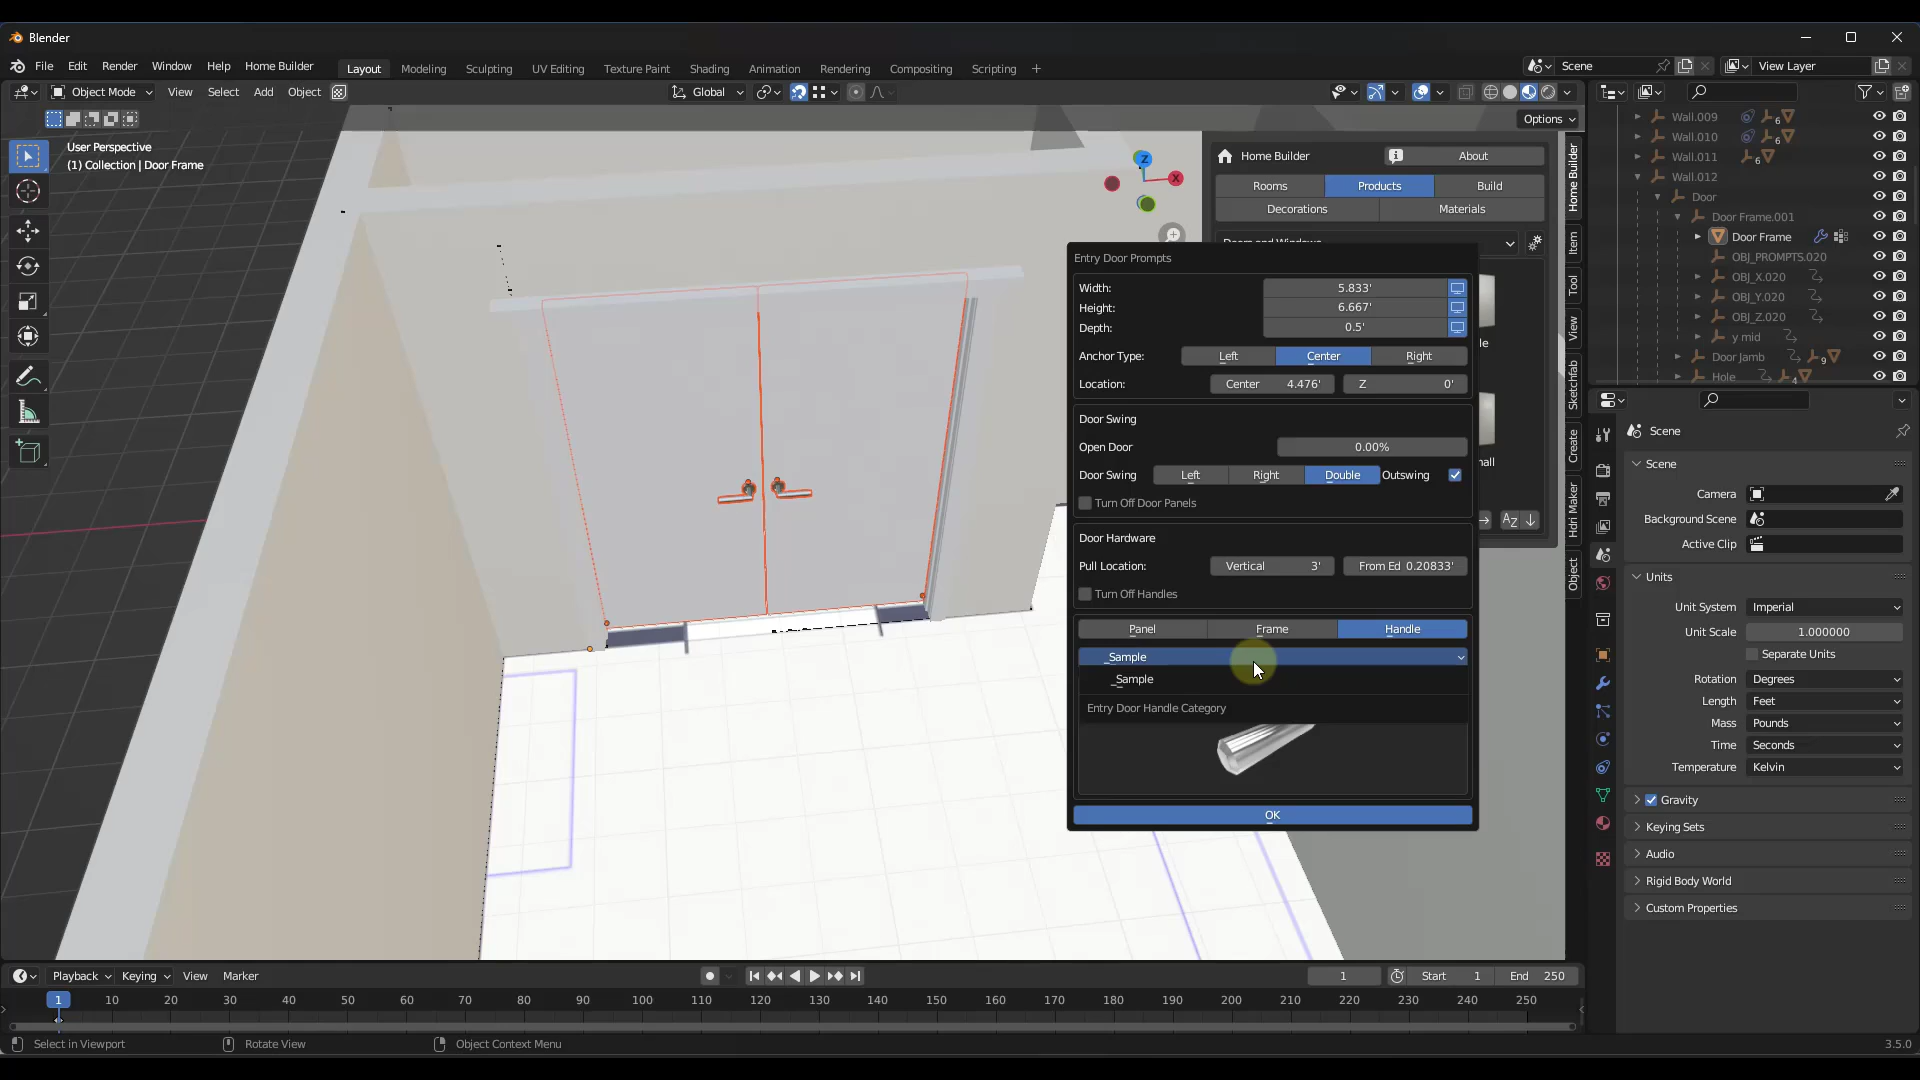 Blender
File Edit Render Window Help Home Builder
Layout Modeling Sculpting UV Editing Texture Paint Shading Animation Rendering Compositing Scripting +
Scene View Layer
Object Mode View Select Add Object Global
Options
User Perspective
(1) Collection | Door Frame
Z
X
Home Builder About
Rooms Products Build
Decorations Materials
Entry Door Prompts
Width: 5.833'
Height: 6.667'
Depth: 0.5'
Anchor Type: Left Center Right
Location: Center 4.476' Z 0'
Door Swing
Open Door 0.00%
Door Swing Left Right Double Outswing
Turn Off Door Panels
Door Hardware
Pull Location: Vertical 3' From Ed 0.20833'
Turn Off Handles
Panel Frame Handle
_Sample
_Sample
Entry Door Handle Category
OK
Home Builder
Item
Tool
View
Sketchfab
Create
Hdri Maker
Object
Wall.009 6
Wall.010 6
Wall.011 6
Wall.012
Door
Door Frame.001
Door Frame
OBJ_PROMPTS.020
OBJ_X.020
OBJ_Y.020
OBJ_Z.020
y mid
Door Jamb 9
Hole 4
Scene
Scene
Camera
Background Scene
Active Clip
Units
Unit System Imperial
Unit Scale 1.000000
Separate Units
Rotation Degrees
Length Feet
Mass Pounds
Time Seconds
Temperature Kelvin
Gravity
Keying Sets
Audio
Rigid Body World
Custom Properties
Playback Keying View Marker
1 Start 1 End 250
1 10 20 30 40 50 60 70 80 90 100 110 120 130 140 150 160 170 180 190 200 210 220 230 240 250
Select in Viewport Rotate View Object Context Menu 3.5.0